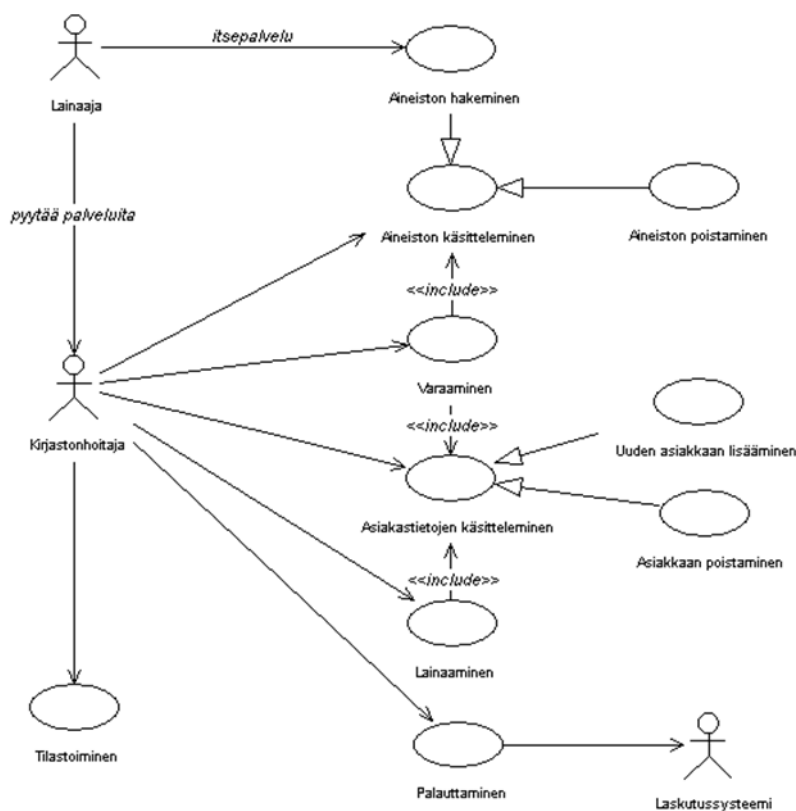 itsepalvelu
Lainaaja
Aineiston hakeminen
pyytää palveluita
Aineiston käsitteleminen
Aineiston poistaminen
<<include>>
Varaaminen
<<include>>
Kirjastonhoitaja
Uuden asiakkaan lisääminen
Asiakastietojen käsitteleminen
Asiakkaan poistaminen
<<include>>
Lainaaminen
Tilastoiminen
Palauttaminen
Laskutussysteemi